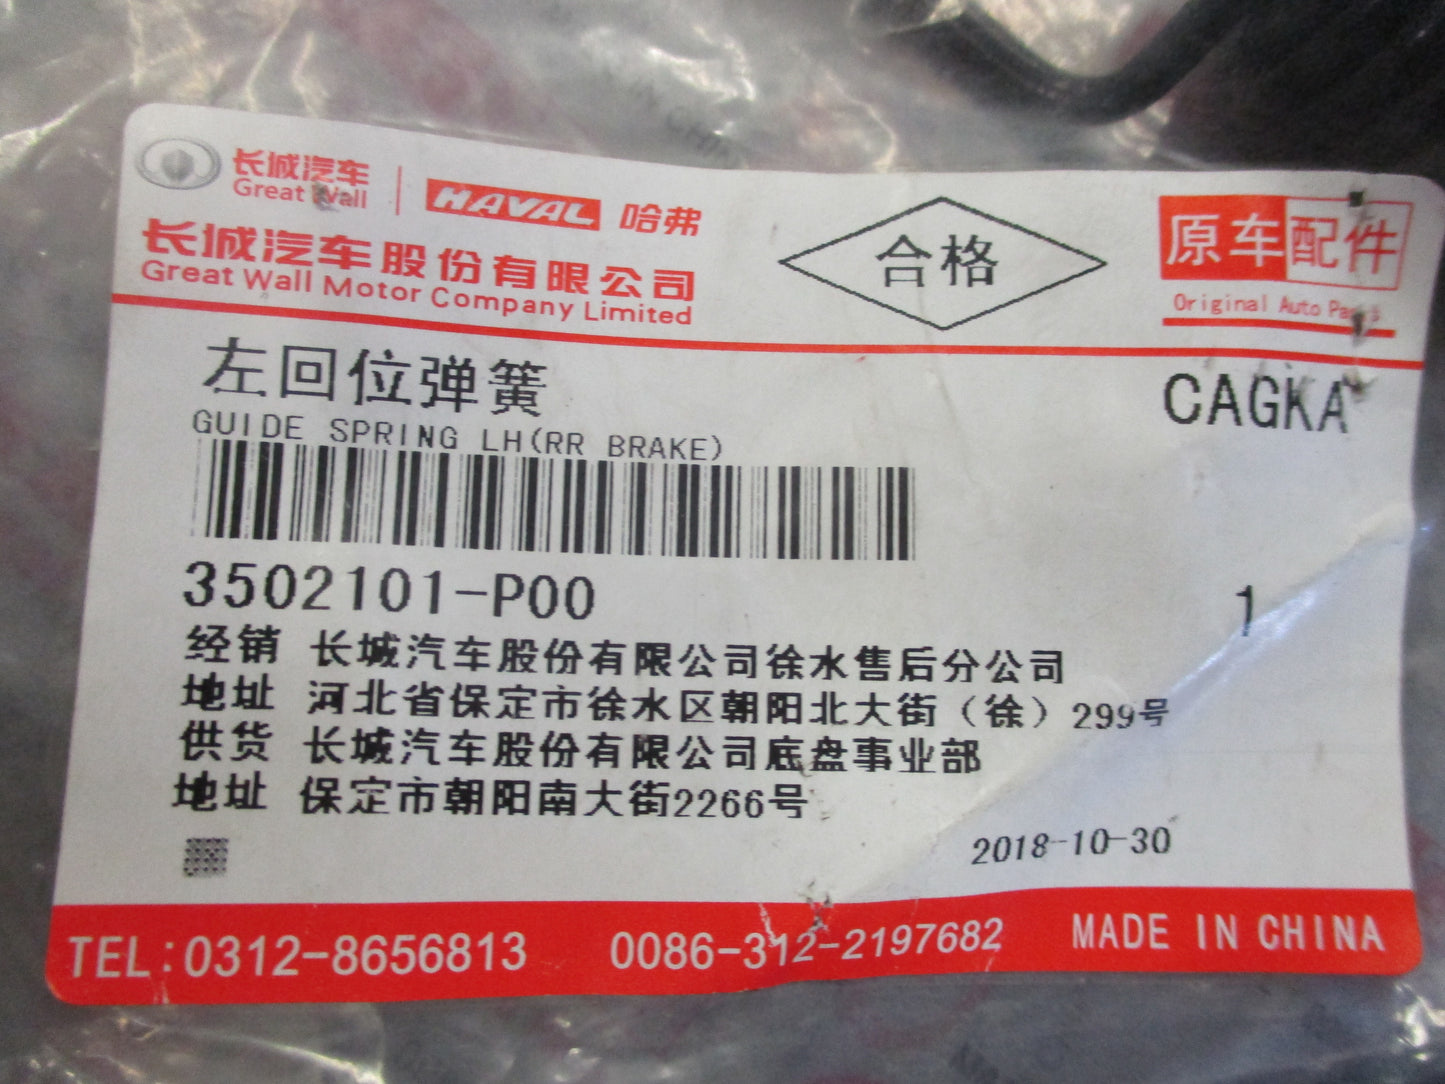 长城汽车
Great Wall
HAVAL 哈弗
长城汽车股份有限公司
Great Wall Motor Company Limited
合格
原车配件
Original Auto Parts
左回位弹簧
CAGKA
GUIDE SPRING LH(RR BRAKE)
3502101-P00
1
经销 长城汽车股份有限公司徐水售后分公司
地址 河北省保定市徐水区朝阳北大街（徐）299号
供货 长城汽车股份有限公司底盘事业部
地址 保定市朝阳南大街2266号
2018-10-30
TEL:0312-8656813 0086-312-2197682 MADE IN CHINA